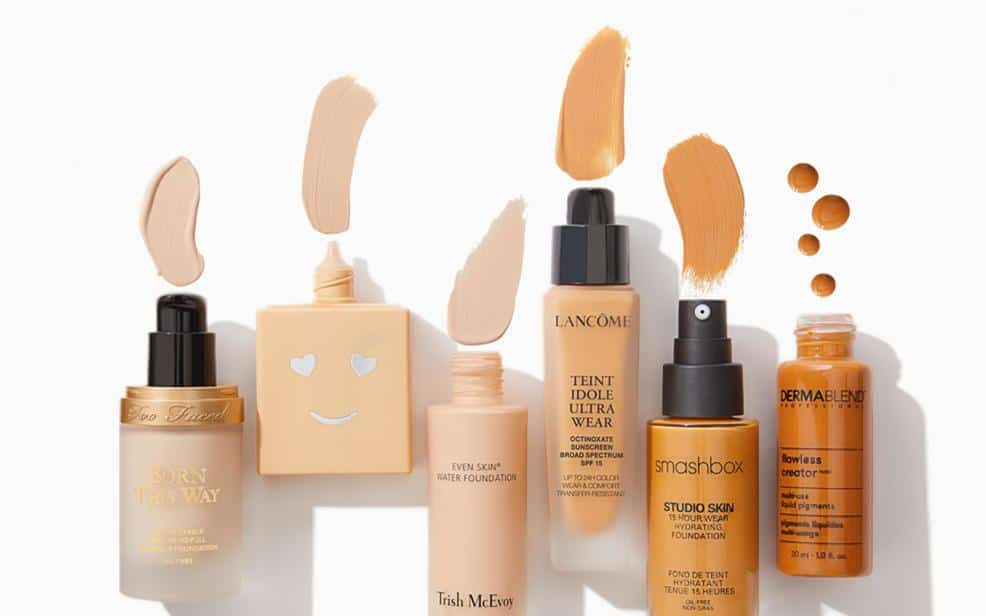 Too Faced
BORN
THIS WAY
EVEN SKIN®
WATER FOUNDATION
Trish McEvoy
LANCÔME
TEINT
IDOLE
ULTRA
WEAR
OCTINOXATE
SUNSCREEN
BROAD SPECTRUM
SPF 15
UP TO 24H COLOR
WEAR & COMFORT
TRANSFER-RESISTANT
smashbox
STUDIO SKIN
15 HOUR WEAR
HYDRATING
FOUNDATION
FOND DE TEINT
HYDRATANT
TENUE 15 HEURES
OIL-FREE
NON GRAS
DERMABLEND
PROFESSIONAL
flawless
creator
multi-use
liquid pigments
pigments liquides
multi-usage
30 ml - 1.0 fl. oz.